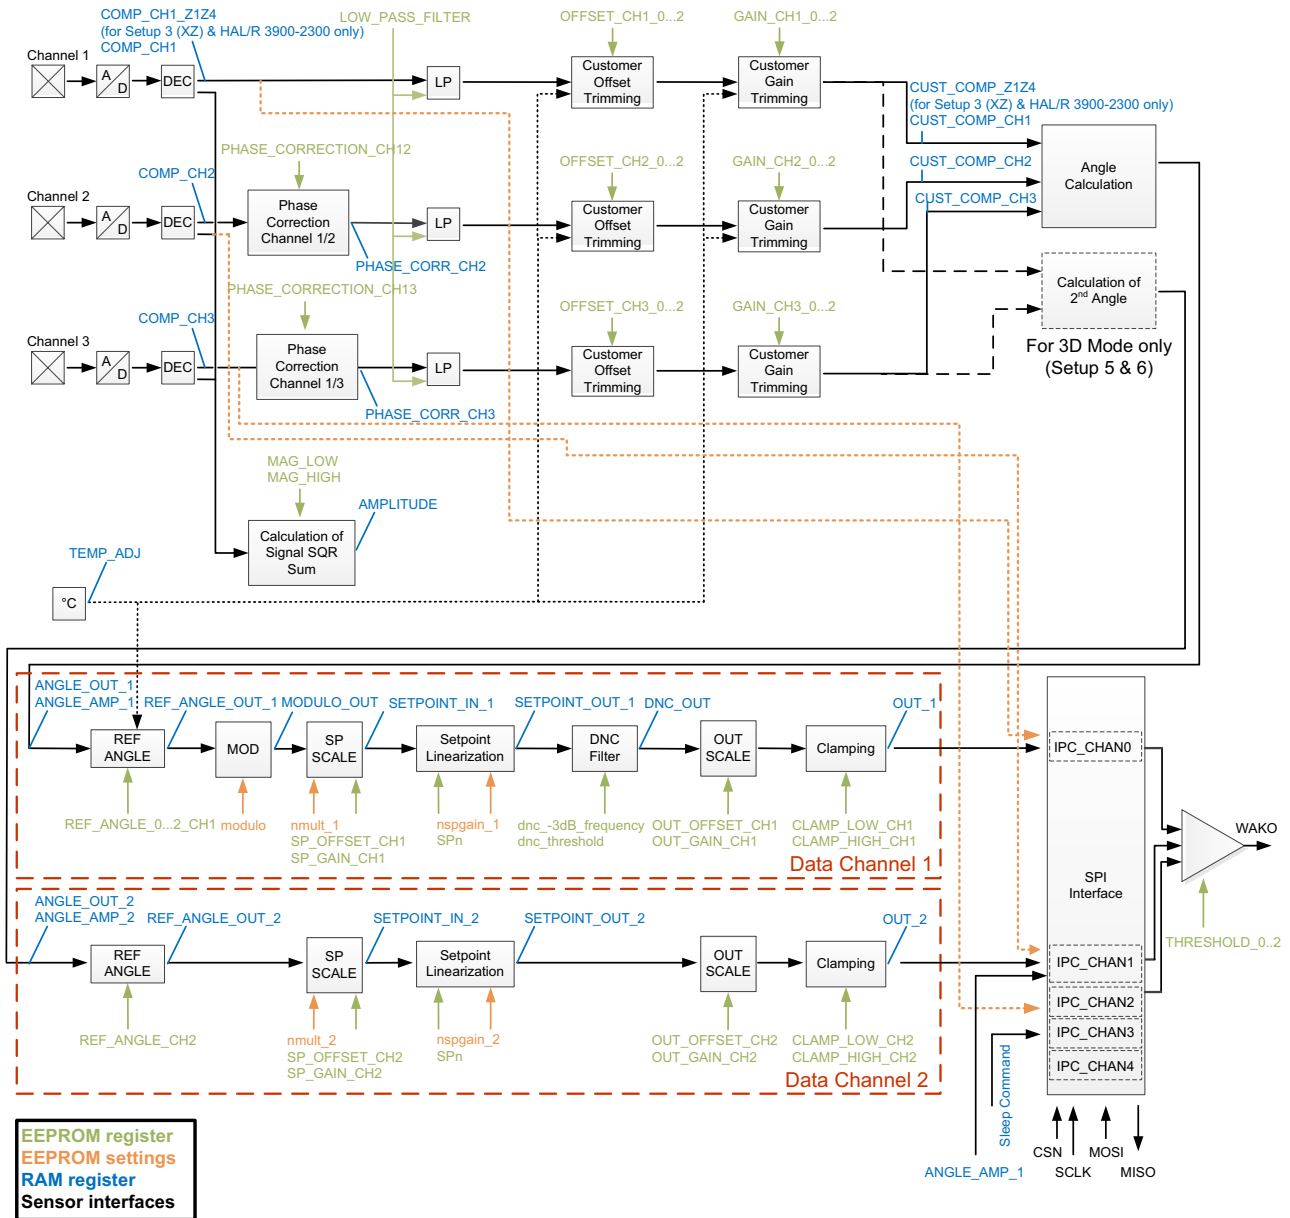 COMP_CH1_Z1Z4
(for Setup 3 (XZ) & HAL/R 3900-2300 only)
COMP_CH1
LOW_PASS_FILTER
OFFSET_CH1_0...2
GAIN_CH1_0...2
Channel 1
A
D
DEC
LP
Customer
Offset
Trimming
Customer
Gain
Trimming
CUST_COMP_Z1Z4
(for Setup 3 (XZ) & HAL/R 3900-2300 only)
CUST_COMP_CH1
CUST_COMP_CH2
CUST_COMP_CH3
Angle
Calculation
PHASE_CORRECTION_CH12
COMP_CH2
OFFSET_CH2_0...2
GAIN_CH2_0...2
Channel 2
A
D
DEC
Phase
Correction
Channel 1/2
LP
Customer
Offset
Trimming
Customer
Gain
Trimming
PHASE_CORR_CH2
Calculation of
2nd Angle
For 3D Mode only
(Setup 5 & 6)
PHASE_CORRECTION_CH13
COMP_CH3
OFFSET_CH3_0...2
GAIN_CH3_0...2
Channel 3
A
D
DEC
Phase
Correction
Channel 1/3
LP
Customer
Offset
Trimming
Customer
Gain
Trimming
PHASE_CORR_CH3
MAG_LOW
MAG_HIGH
AMPLITUDE
Calculation of
Signal SQR
Sum
TEMP_ADJ
°C
ANGLE_OUT_1
ANGLE_AMP_1
REF_ANGLE_OUT_1
MODULO_OUT
SETPOINT_IN_1
SETPOINT_OUT_1
DNC_OUT
OUT_1
REF
ANGLE
MOD
SP
SCALE
Setpoint
Linearization
DNC
Filter
OUT
SCALE
Clamping
REF_ANGLE_0...2_CH1
modulo
nmult_1
SP_OFFSET_CH1
SP_GAIN_CH1
nspgain_1
SPn
dnc_-3dB_frequency
dnc_threshold
OUT_OFFSET_CH1
OUT_GAIN_CH1
CLAMP_LOW_CH1
CLAMP_HIGH_CH1
Data Channel 1
ANGLE_OUT_2
ANGLE_AMP_2
REF_ANGLE_OUT_2
SETPOINT_IN_2
SETPOINT_OUT_2
OUT_2
REF
ANGLE
SP
SCALE
Setpoint
Linearization
OUT
SCALE
Clamping
REF_ANGLE_CH2
nmult_2
SP_OFFSET_CH2
SP_GAIN_CH2
nspgain_2
SPn
OUT_OFFSET_CH2
OUT_GAIN_CH2
CLAMP_LOW_CH2
CLAMP_HIGH_CH2
Data Channel 2
IPC_CHAN0
SPI
Interface
IPC_CHAN1
IPC_CHAN2
IPC_CHAN3
IPC_CHAN4
WAKO
THRESHOLD_0..2
Sleep Command
ANGLE_AMP_1
CSN
SCLK
MOSI
MISO
EEPROM register
EEPROM settings
RAM register
Sensor interfaces